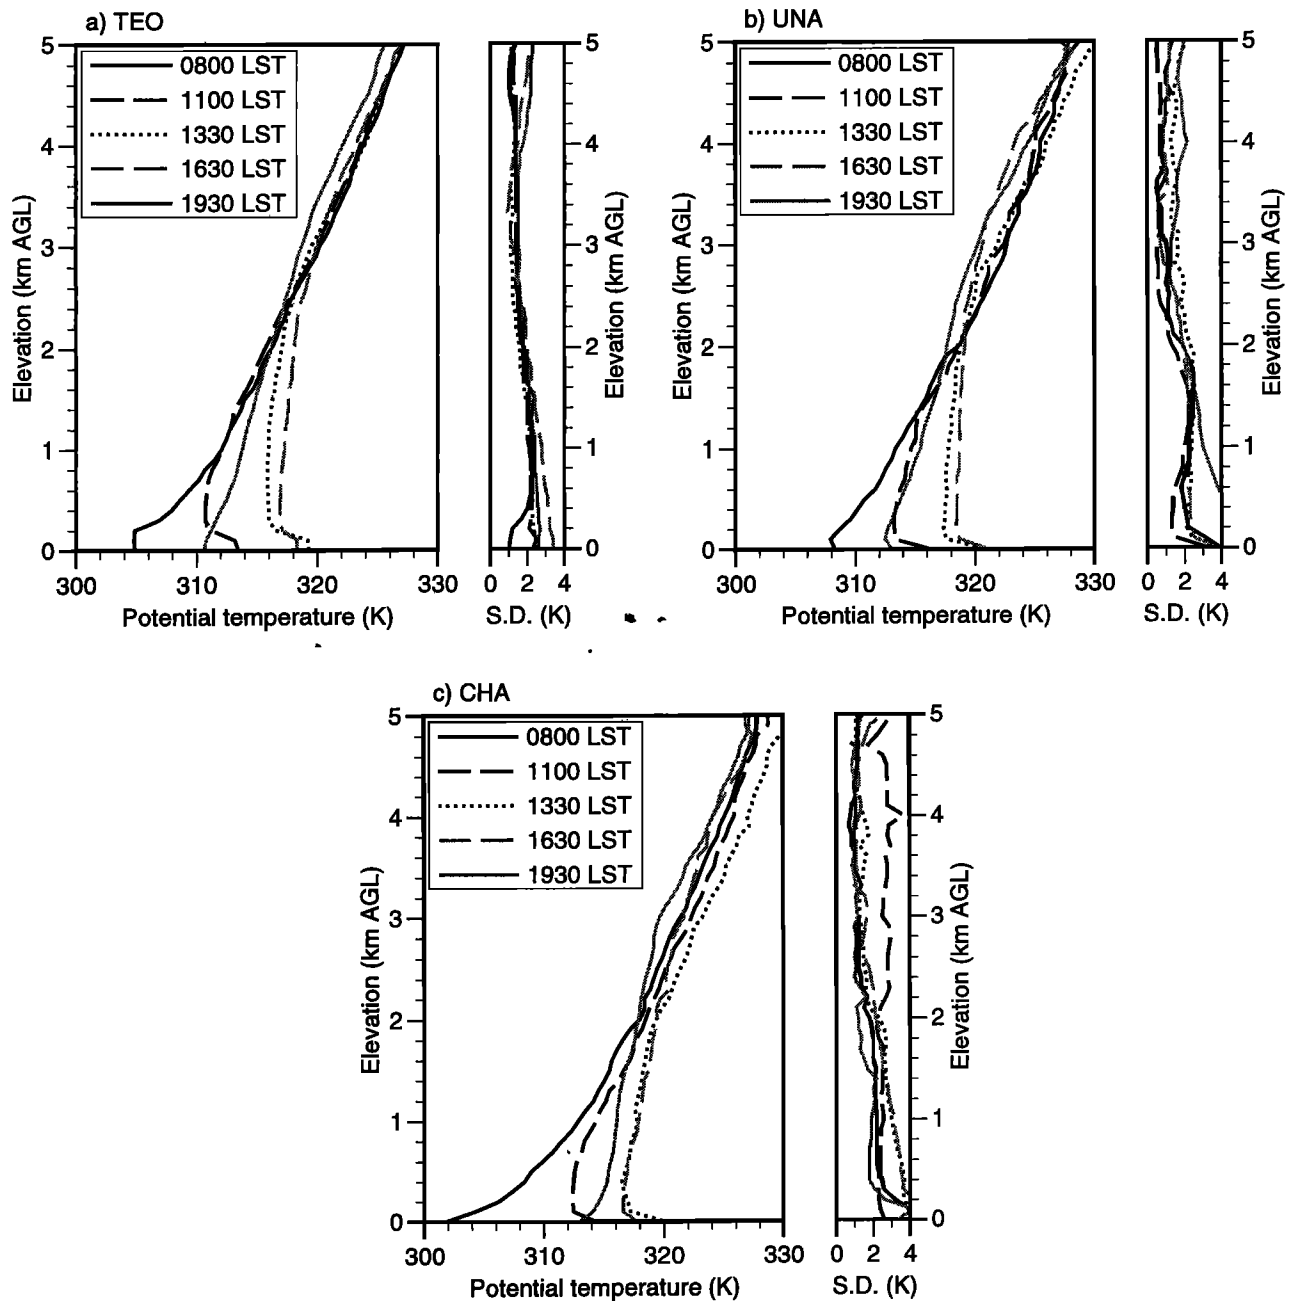 a) TEO
5
4
3
2
1
0
Elevation (km AGL)
0800 LST
1100 LST
1330 LST
1630 LST
1930 LST
300 310 320 330
Potential temperature (K)
5
4
3
2
1
0
Elevation (km AGL)
0 2 4
S.D. (K)
b) UNA
5
4
3
2
1
0
Elevation (km AGL)
0800 LST
1100 LST
1330 LST
1630 LST
1930 LST
300 310 320 330
Potential temperature (K)
5
4
3
2
1
0
Elevation (km AGL)
0 2 4
S.D. (K)
c) CHA
5
4
3
2
1
0
Elevation (km AGL)
0800 LST
1100 LST
1330 LST
1630 LST
1930 LST
300 310 320 330
Potential temperature (K)
5
4
3
2
1
0
Elevation (km AGL)
0 2 4
S.D. (K)